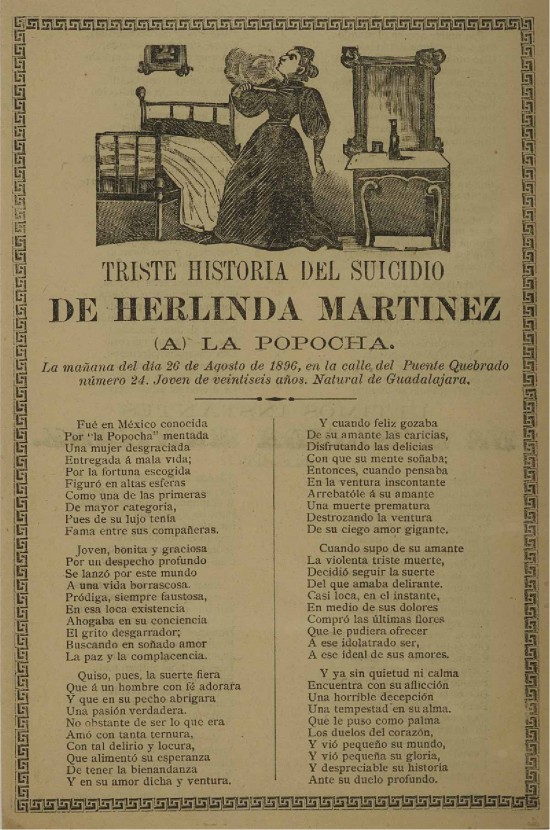 TRISTE HISTORIA DEL SUICIDIO
DE HERLINDA MARTINEZ
(A) LA POPOCHA.
La mañana del día 26 de Agosto de 1896, en la calle del Puente Quebrado
número 24. Joven de veintiseis años. Natural de Guadalajara.
Fué en México conocida
Por "la Popocha" mentada
Una mujer desgraciada
Entregada á mala vida;
Por la fortuna escogida
Figuró en altas esferas
Como una de las primeras
De mayor categoría,
Pues de su lujo tenía
Fama entre sus compañeras.
Joven, bonita y graciosa
Por un despecho profundo
Se lanzó por este mundo
A una vida borrascosa.
Pródiga, siempre faustosa,
En esa loca existencia
Ahogaba en su conciencia
El grito desgarrador;
Buscando en soñado amor
La paz y la complacencia.
Quiso, pues, la suerte fiera
Que á un hombre con fé adorara
Y que en su pecho abrigara
Una pasión verdadera.
No obstante de ser lo que era
Amó con tanta ternura,
Con tal delirio y locura,
Que alimentó su esperanza
De tener la bienandanza
Y en su amor dicha y ventura.
Y cuando feliz gozaba
De su amante las caricias,
Disfrutando las delicias
Con que su mente soñaba;
Entonces, cuando pensaba
En la ventura inscontante
Arrebatóle á su amante
Una muerte prematura
Destrozando la ventura
De su ciego amor gigante.
Cuando supo de su amante
La violenta triste muerte,
Decidió seguir la suerte
Del que amaba delirante.
Casi loca, en el instante,
En medio de sus dolores
Compró las últimas flores
Que le pudiera ofrecer
A ese idolatrado ser,
A ese ideal de sus amores.
Y ya sin quietud ni calma
Encuentra con su aflicción
Una horrible decepción
Una tempestad en su alma.
Que le puso como palma
Los duelos del corazón,
Y vió pequeño su mundo,
Y vió pequeña su gloria,
Y despreciable su historia
Ante su duelo profundo.